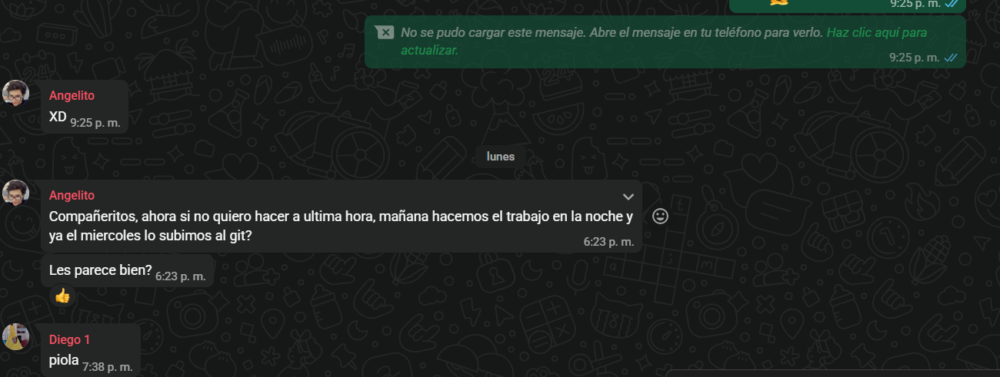 9:25 p. m.
No se pudo cargar este mensaje. Abre el mensaje en tu teléfono para verlo. Haz clic aquí para
actualizar.
9:25 p. m.
Angelito
XD 9:25 p. m.
lunes
Angelito
Compañeritos, ahora si no quiero hacer a ultima hora, mañana hacemos el trabajo en la noche y
ya el miercoles lo subimos al git?
6:23 p. m.
Les parece bien? 6:23 p. m.
Diego 1
piola 7:38 p. m.